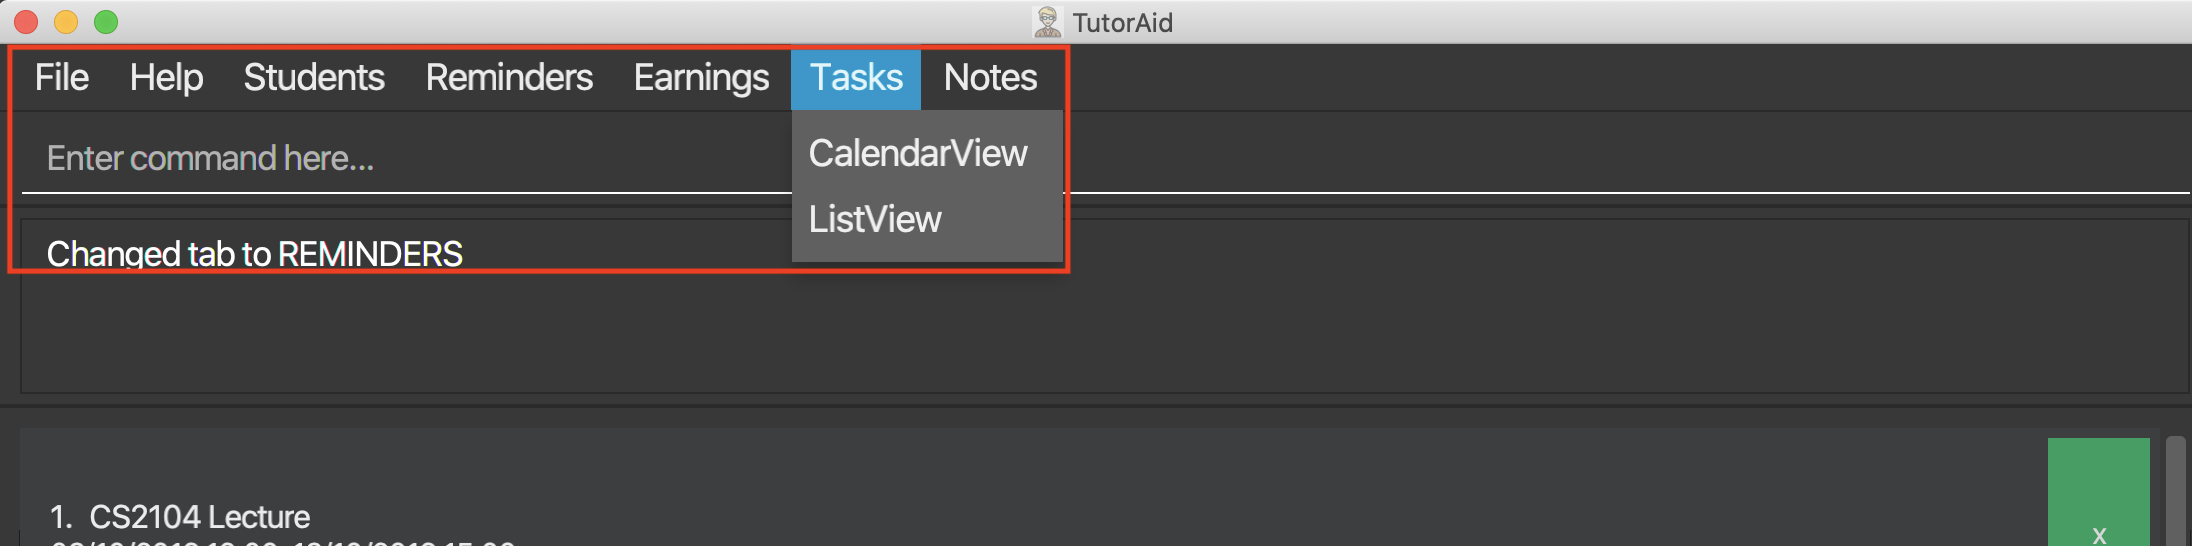 TutorAid
File Help Students Reminders Earnings Tasks Notes
Enter command here...
CalendarView
ListView
Changed tab to REMINDERS
1. CS2104 Lecture
x